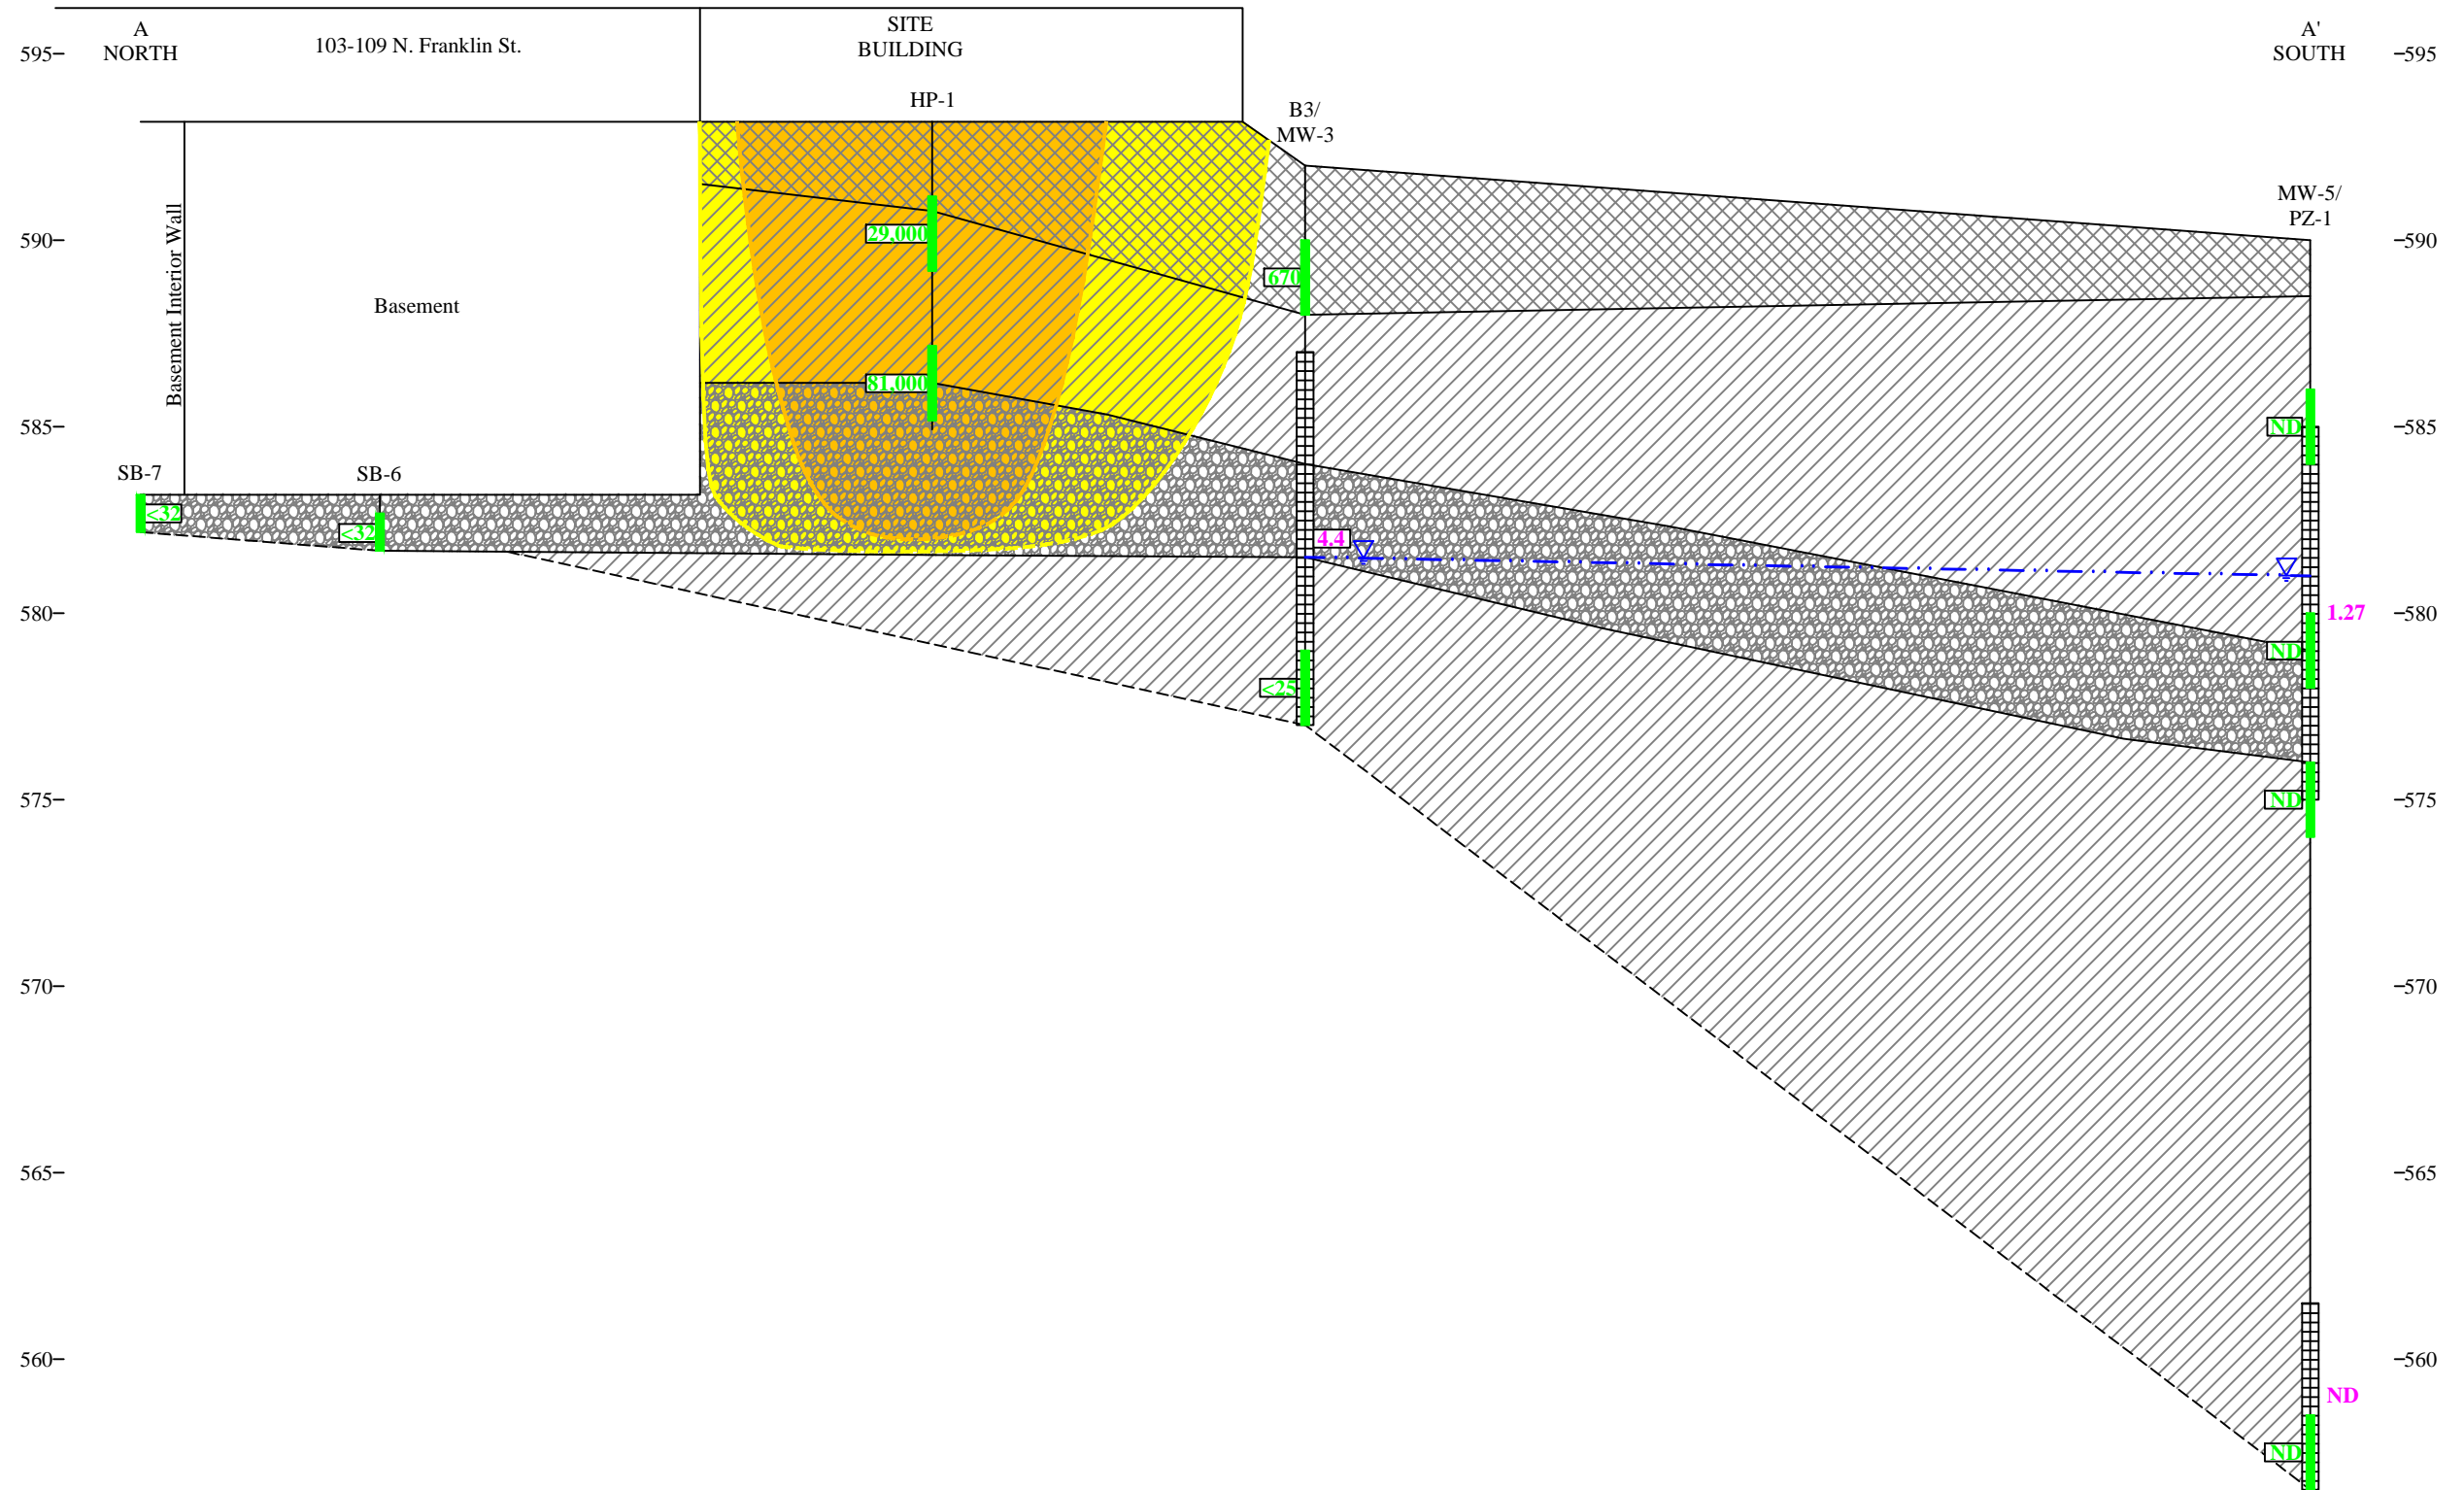 A
NORTH
103-109 N. Franklin St.
SITE
BUILDING
A'
SOUTH
595
595
HP-1
B3/
MW-3
MW-5/
PZ-1
590
29,000
590
670
Basement Interior Wall
Basement
81,000
585
ND
585
SB-7
SB-6
<32
<32
4.4
580
1.27
580
ND
<25
575
ND
575
570
570
565
565
560
560
ND
ND